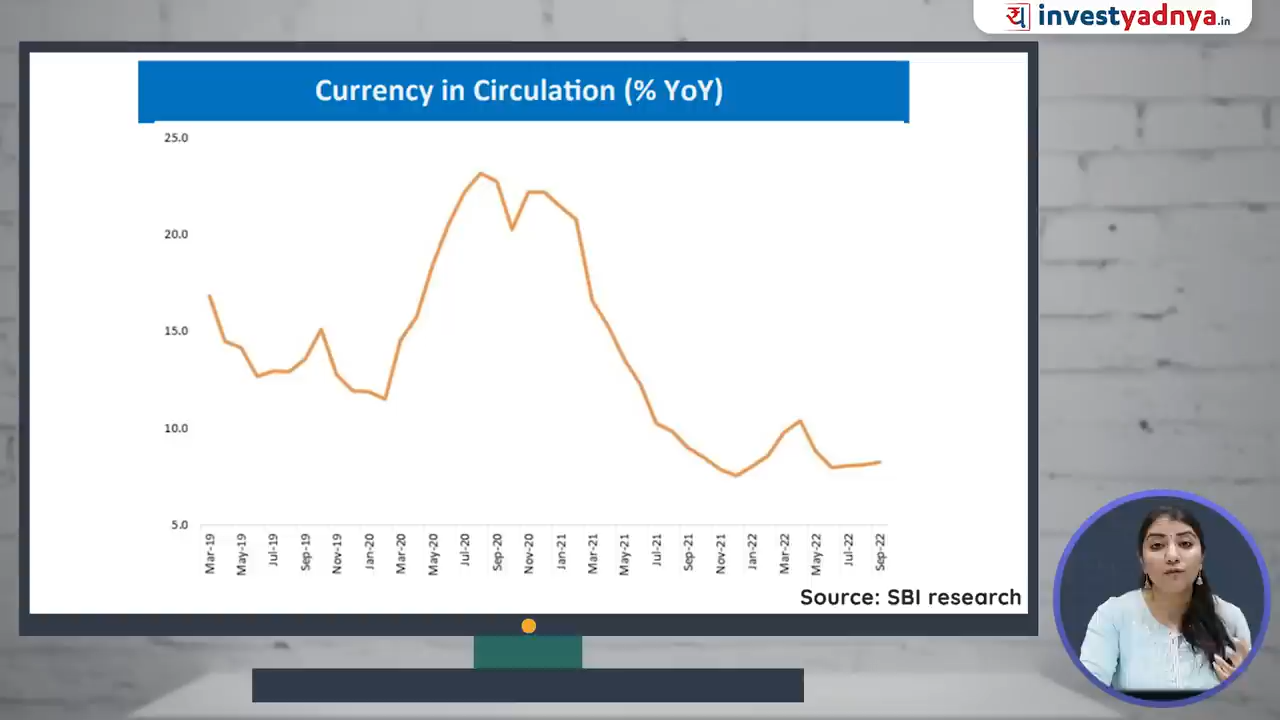 investyadnya.in
Currency in Circulation (% YoY)
25.0
20.0
15.0
10.0
5.0
Mar-19 May-19 Jul-19 Sep-19 Nov-19 Jan-20 Mar-20 May-20 Jul-20 Sep-20 Nov-20 Jan-21 Mar-21 May-21 Jul-21 Sep-21 Nov-21 Jan-22 Mar-22 May-22 Jul-22 Sep-22
Source: SBI research